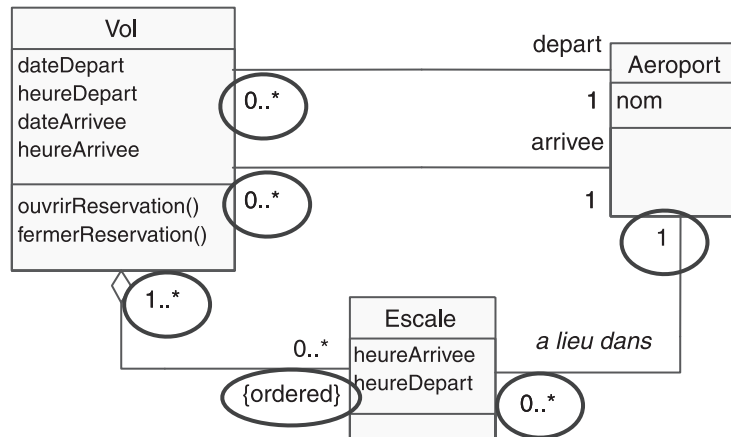 Vol
dateDepart
heureDepart
dateArrivee
heureArrivee
ouvrirReservation()
fermerReservation()
depart
0..*
1
arrivee
0..*
1
Aeroport
nom
1
1..*
0..*
{ordered}
Escale
heureArrivee
heureDepart
a lieu dans
0..*